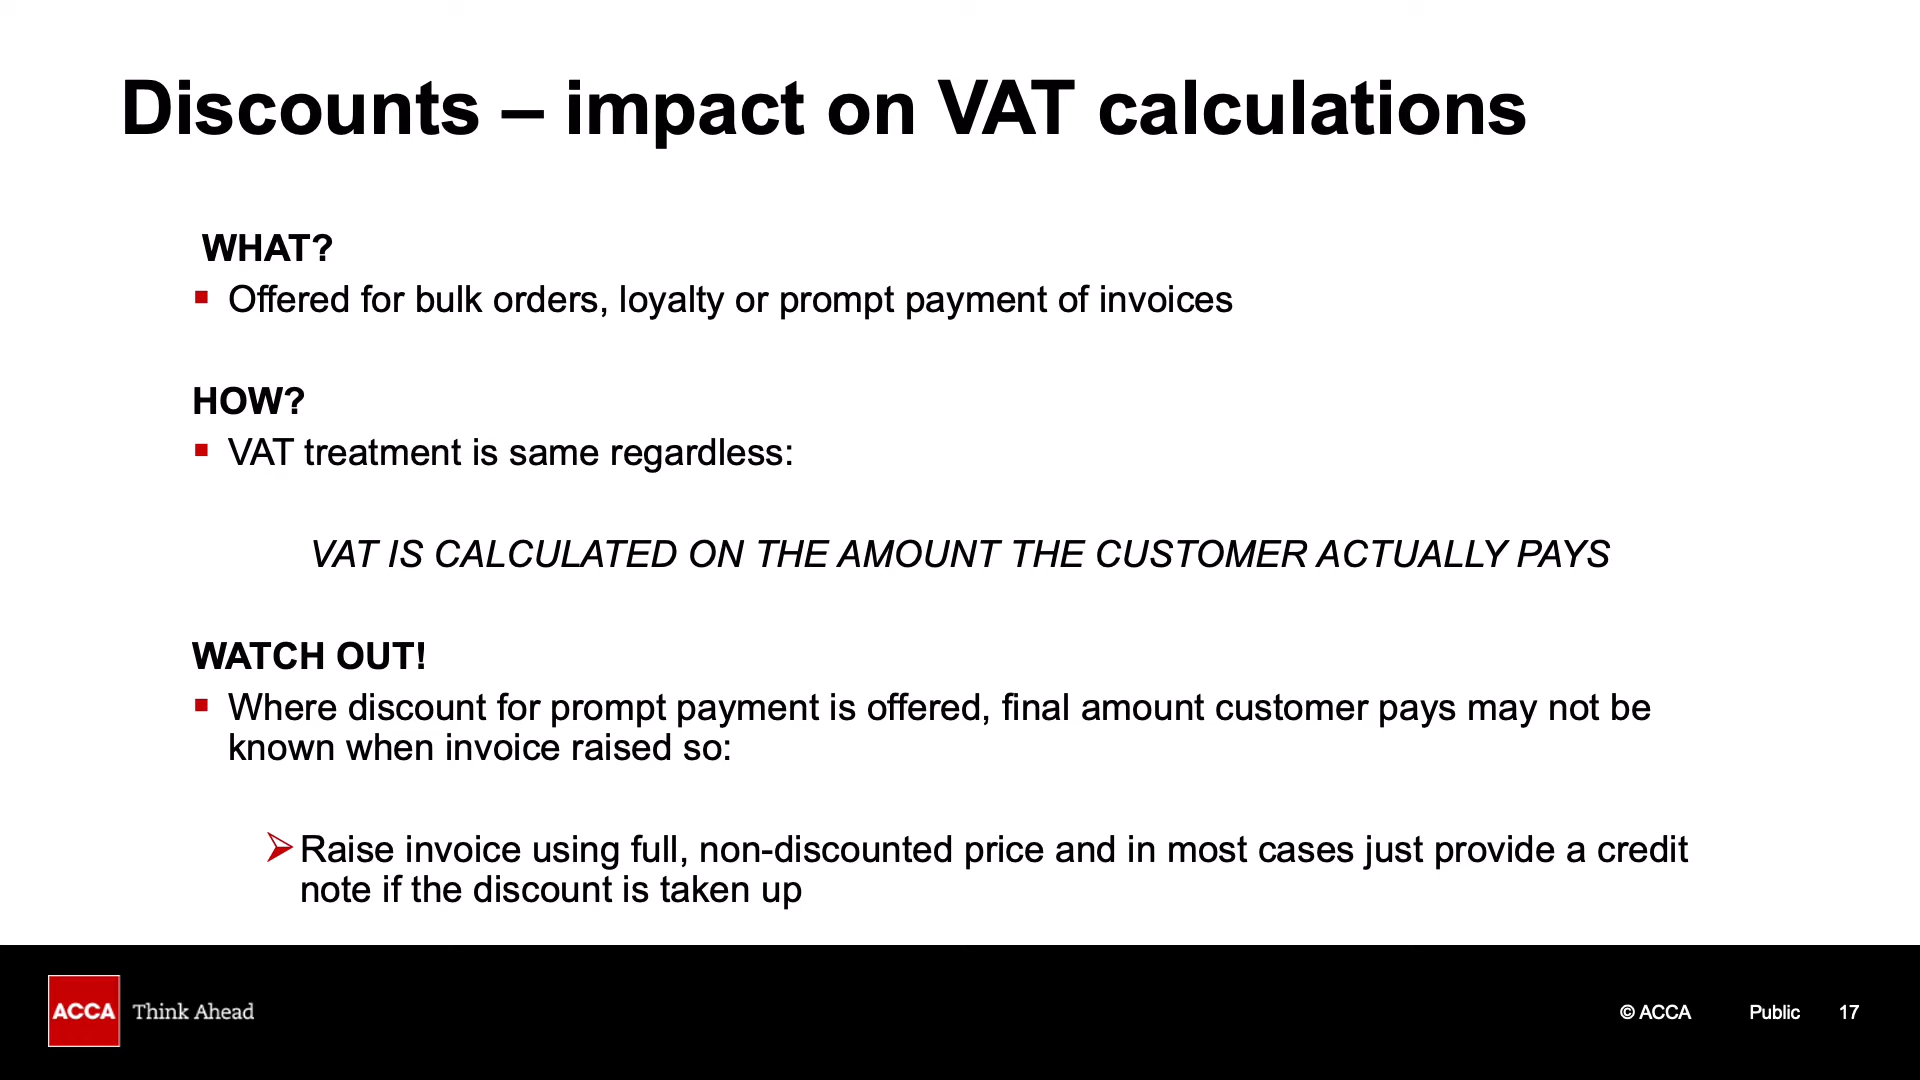 Discounts – impact on VAT calculations
WHAT?
▪ Offered for bulk orders, loyalty or prompt payment of invoices
HOW?
▪ VAT treatment is same regardless:
VAT IS CALCULATED ON THE AMOUNT THE CUSTOMER ACTUALLY PAYS
WATCH OUT!
▪ Where discount for prompt payment is offered, final amount customer pays may not be
known when invoice raised so:
➢ Raise invoice using full, non-discounted price and in most cases just provide a credit
note if the discount is taken up
ACCA Think Ahead
© ACCA Public 17